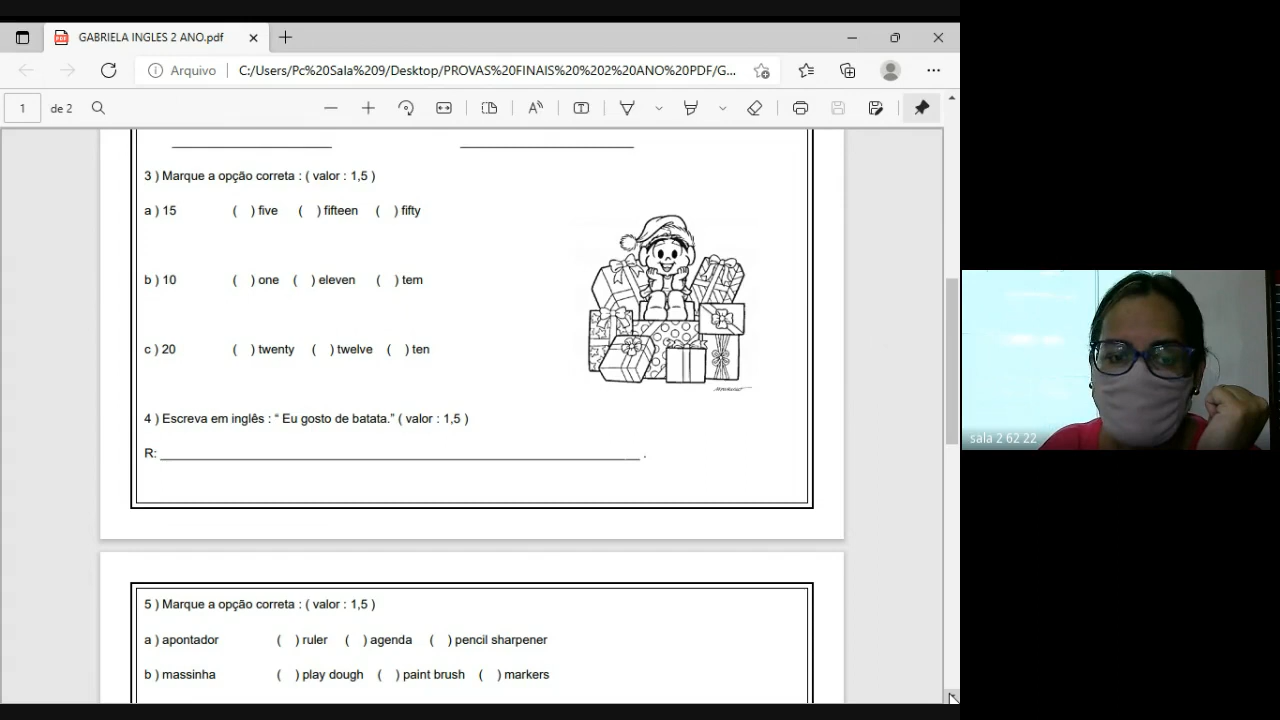 GABRIELA INGLES 2 ANO.pdf
Arquivo
C:/Users/Pc%20Sala%209/Desktop/PROVAS%20FINAIS%20%202%20ANO%20PDF/G...
1 de 2
3 ) Marque a opção correta : ( valor : 1,5 )
a ) 15 ( ) five ( ) fifteen ( ) fifty
b ) 10 ( ) one ( ) eleven ( ) tem
c ) 20 ( ) twenty ( ) twelve ( ) ten
4 ) Escreva em inglês : “ Eu gosto de batata.” ( valor : 1,5 )
R: ____________________ .
5 ) Marque a opção correta : ( valor : 1,5 )
a ) apontador ( ) ruler ( ) agenda ( ) pencil sharpener
b ) massinha ( ) play dough ( ) paint brush ( ) markers
sala 2 62 22